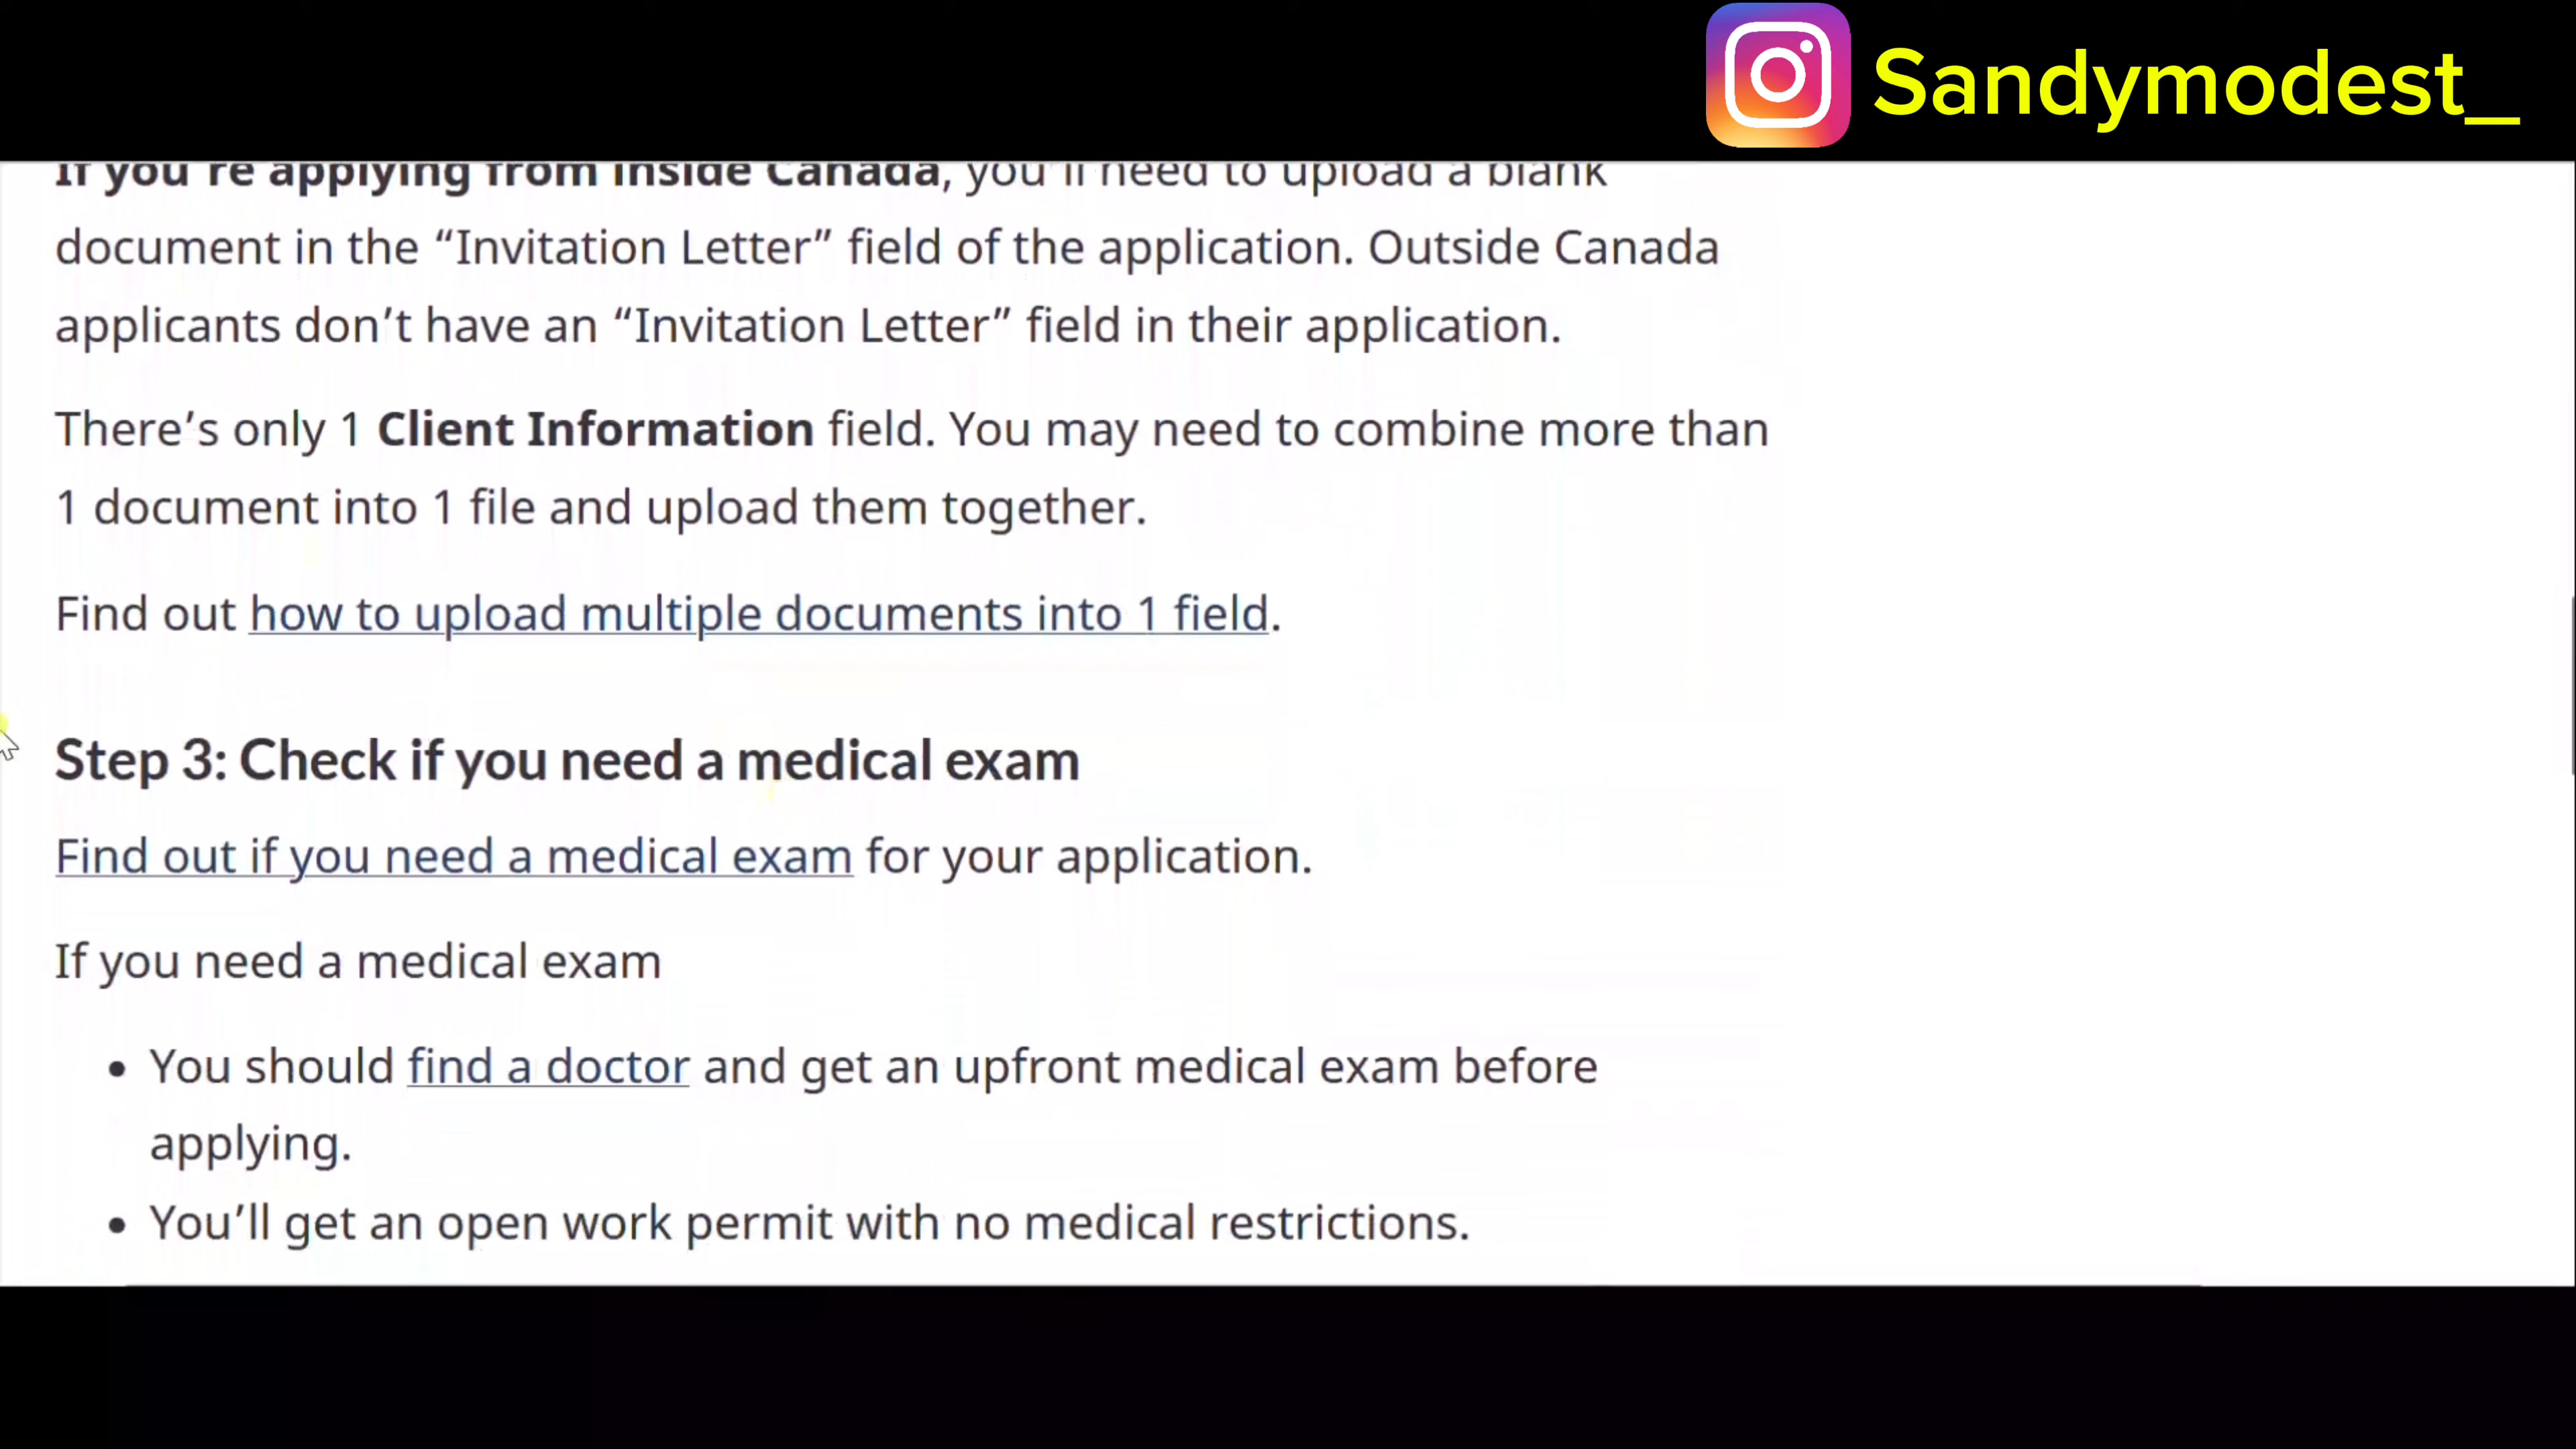 Sandymodest_
If you're applying from inside Canada, you'll need to upload a blank
document in the “Invitation Letter” field of the application. Outside Canada
applicants don’t have an “Invitation Letter” field in their application.
There’s only 1 Client Information field. You may need to combine more than
1 document into 1 file and upload them together.
Find out how to upload multiple documents into 1 field.
Step 3: Check if you need a medical exam
Find out if you need a medical exam for your application.
If you need a medical exam
• You should find a doctor and get an upfront medical exam before
applying.
• You’ll get an open work permit with no medical restrictions.